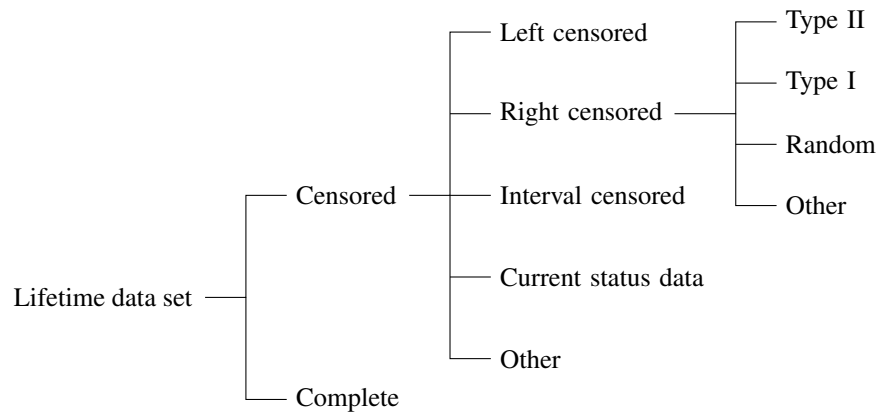 Lifetime data set
Censored
Complete
Left censored
Right censored
Interval censored
Current status data
Other
Type II
Type I
Random
Other